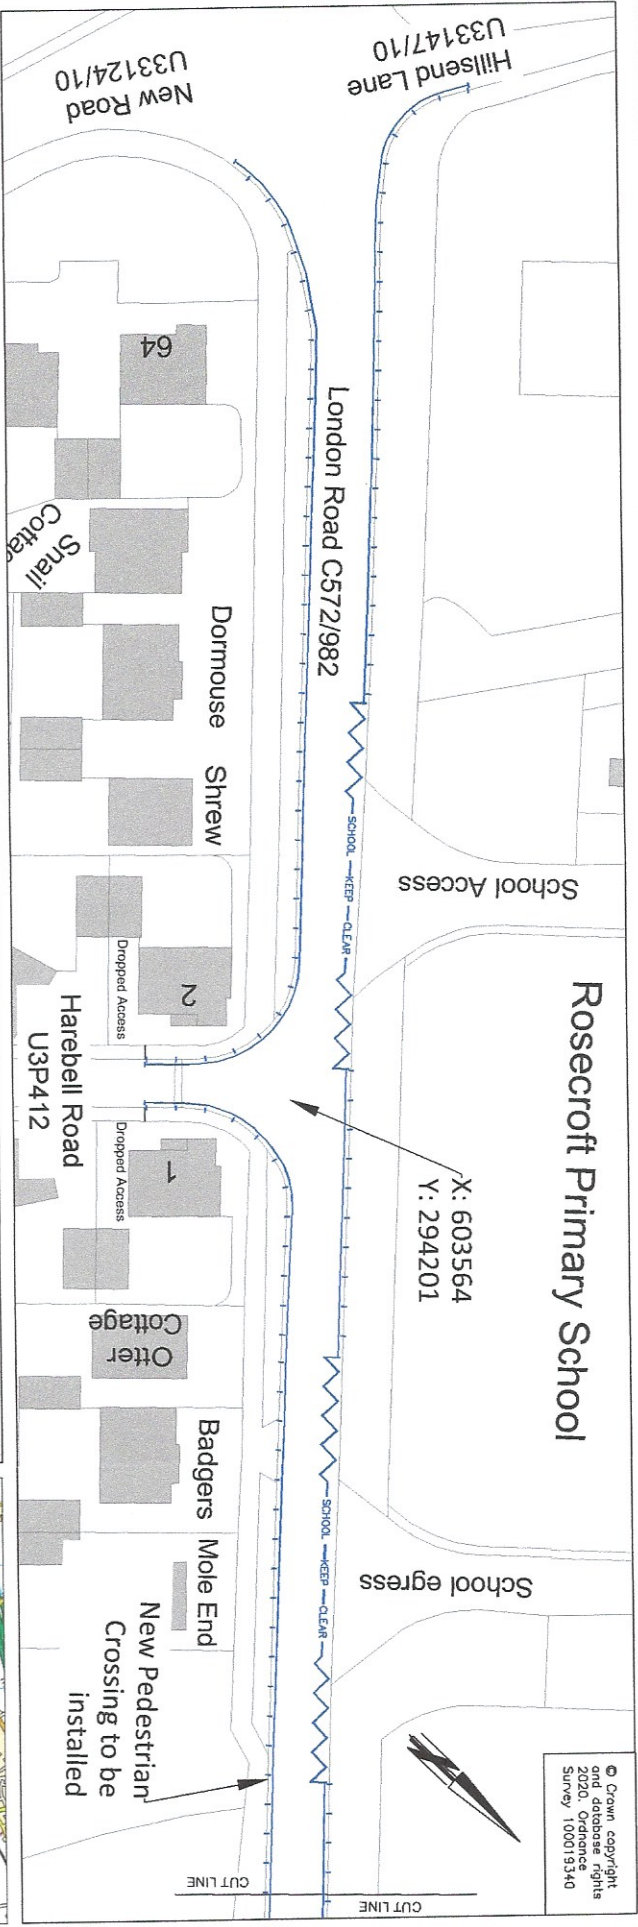 New Road
U33124/10
Hillsend Lane
U33147/10
64
Snail
Cottag
London Road C572/982
Dormouse
Shrew
SCHOOL KEEP CLEAR
School Access
Dropped Access
2
Harebell Road
U3P412
Dropped Access
1
X: 603564
Y: 294201
Rosecroft Primary School
Otter
Cottage
Badgers
Mole End
SCHOOL KEEP CLEAR
School egress
New Pedestrian
Crossing to be
installed
CUT LINE
CUT LINE
© Crown copyright
and database rights
2020. Ordnance
Survey 100019340